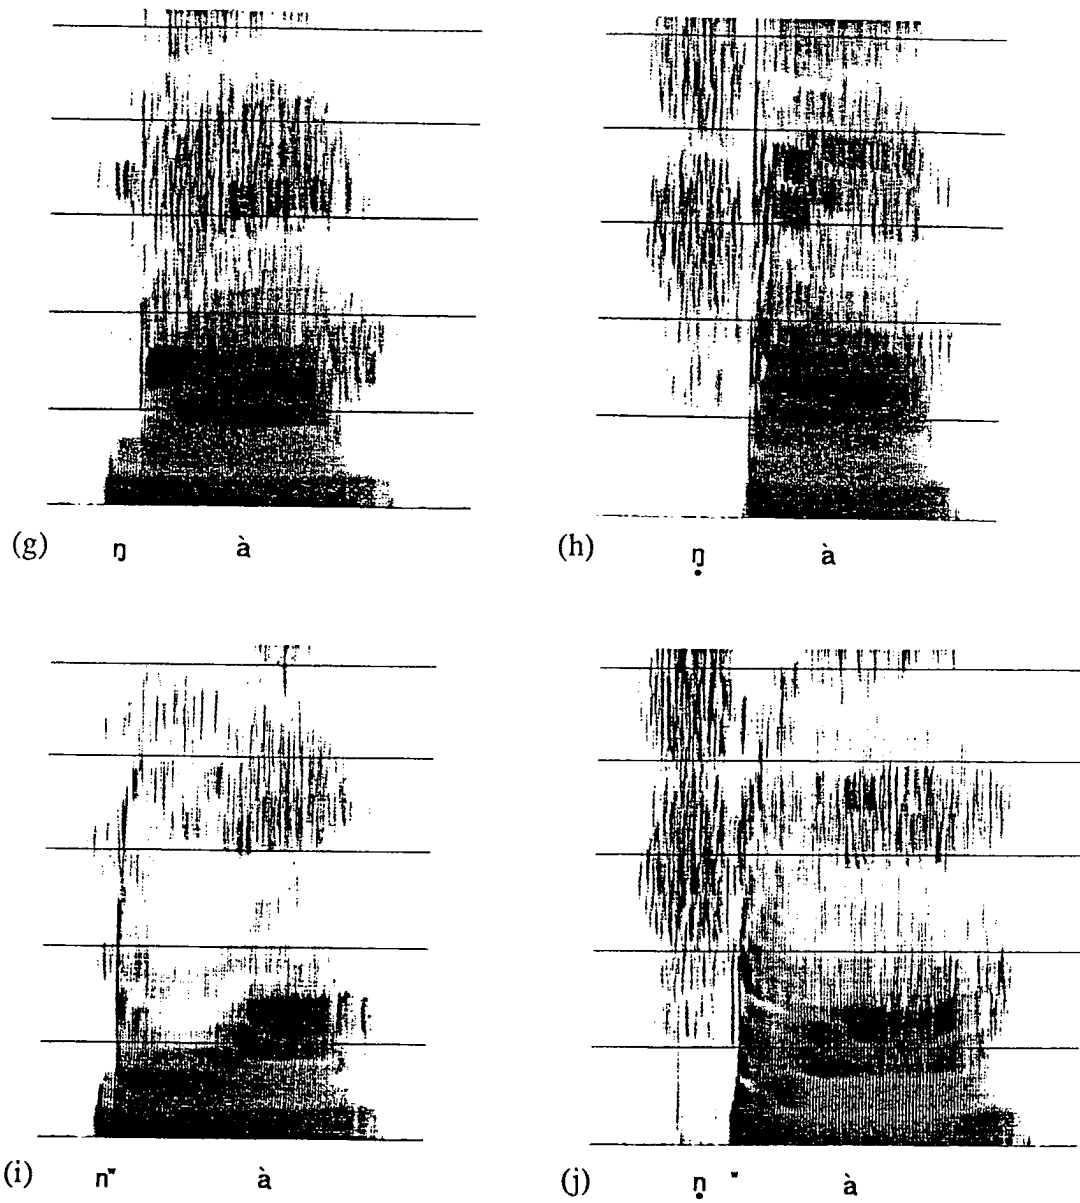 (g) ŋ à
(h) ŋ̣ à
(i) nʷ à
(j) ṇ ʷ à